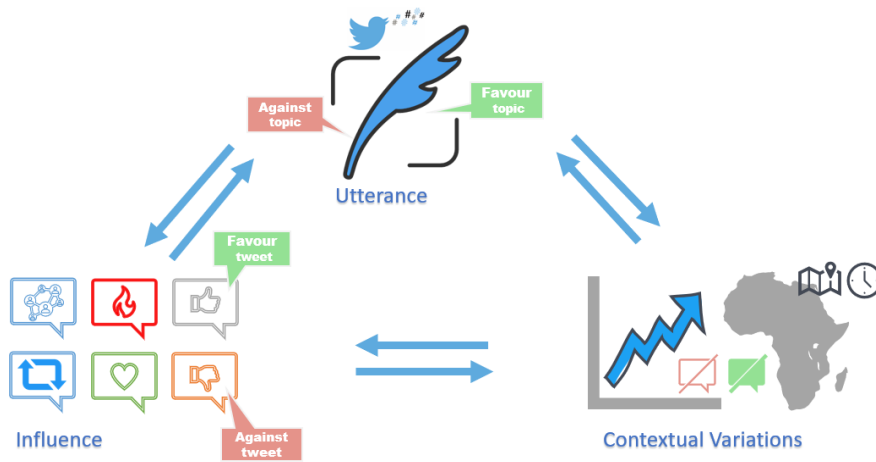 Against
topic
Favour
topic
Utterance
Favour
tweet
Against
tweet
Influence
Contextual Variations